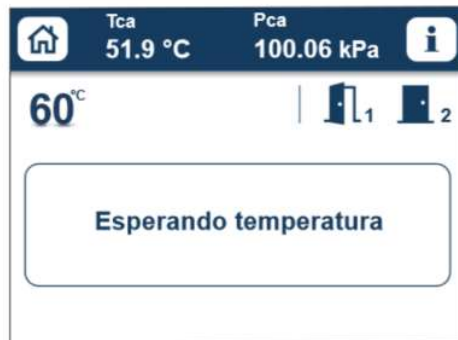 Tca Pca
51.9 °C 100.06 kPa
60°C
1 2
Esperando temperatura